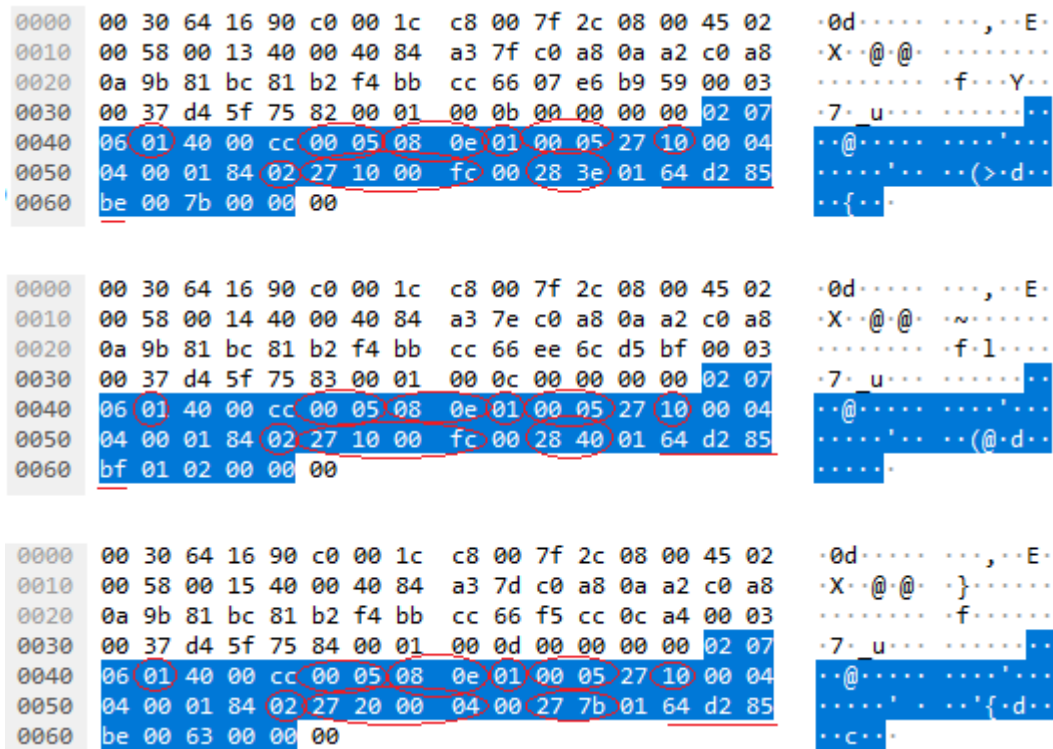 0000 00 30 64 16 90 c0 00 1c c8 00 7f 2c 08 00 45 02 ·0d····· ···,··E·
0010 00 58 00 13 40 00 40 84 a3 7f c0 a8 0a a2 c0 a8 ·X··@·@· ········
0020 0a 9b 81 bc 81 b2 f4 bb cc 66 07 e6 b9 59 00 03 ········ ·f···Y··
0030 00 37 d4 5f 75 82 00 01 00 0b 00 00 00 00 02 07 ·7·_u··· ········
0040 06 01 40 00 cc 00 05 08 0e 01 00 05 27 10 00 04 ··@····· ····'···
0050 04 00 01 84 02 27 10 00 fc 00 28 3e 01 64 d2 85 ·····'·· ··(>·d··
0060 be 00 7b 00 00 00 ··{···
0000 00 30 64 16 90 c0 00 1c c8 00 7f 2c 08 00 45 02 ·0d····· ···,··E·
0010 00 58 00 14 40 00 40 84 a3 7e c0 a8 0a a2 c0 a8 ·X··@·@· ·~······
0020 0a 9b 81 bc 81 b2 f4 bb cc 66 ee 6c d5 bf 00 03 ········ ·f·l····
0030 00 37 d4 5f 75 83 00 01 00 0c 00 00 00 00 02 07 ·7·_u··· ········
0040 06 01 40 00 cc 00 05 08 0e 01 00 05 27 10 00 04 ··@····· ····'···
0050 04 00 01 84 02 27 10 00 fc 00 28 40 01 64 d2 85 ·····'·· ··(@·d··
0060 bf 01 02 00 00 00 ······
0000 00 30 64 16 90 c0 00 1c c8 00 7f 2c 08 00 45 02 ·0d····· ···,··E·
0010 00 58 00 15 40 00 40 84 a3 7d c0 a8 0a a2 c0 a8 ·X··@·@· ·}······
0020 0a 9b 81 bc 81 b2 f4 bb cc 66 f5 cc 0c a4 00 03 ········ ·f······
0030 00 37 d4 5f 75 84 00 01 00 0d 00 00 00 00 02 07 ·7·_u··· ········
0040 06 01 40 00 cc 00 05 08 0e 01 00 05 27 10 00 04 ··@····· ····'···
0050 04 00 01 84 02 27 20 00 04 00 27 7b 01 64 d2 85 ·····' · ··'{·d··
0060 be 00 63 00 00 00 ··c···